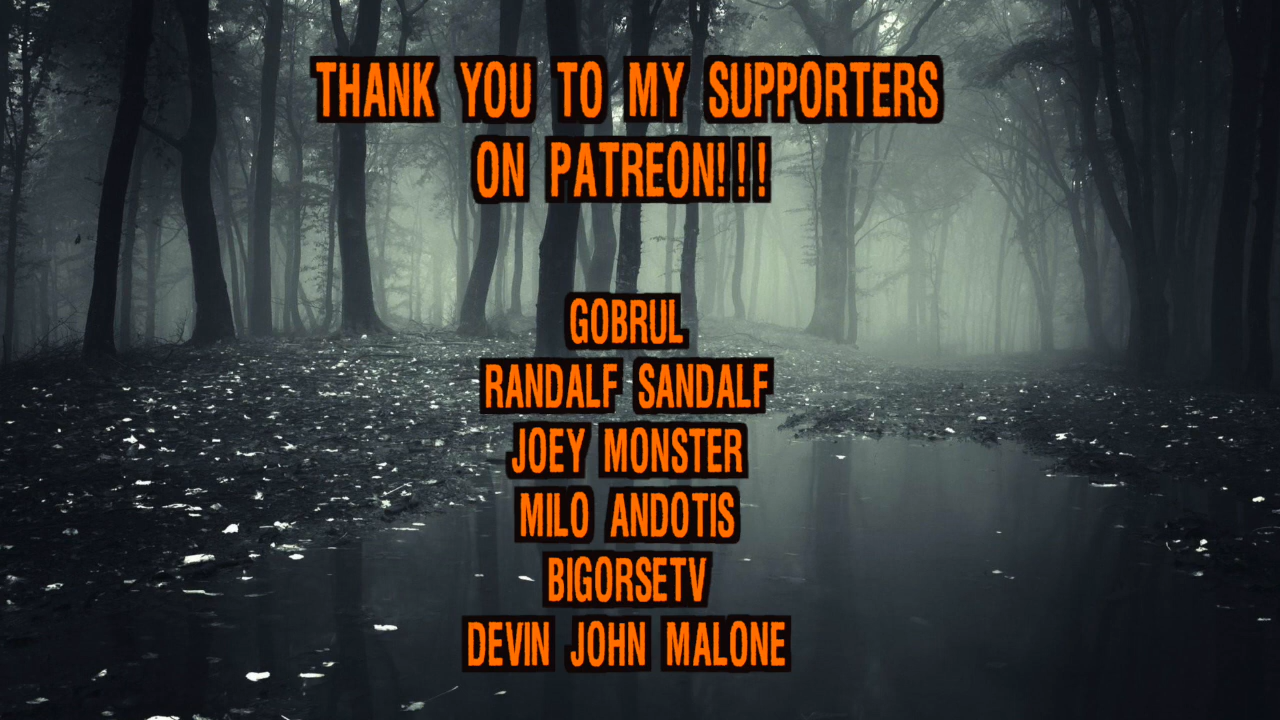 THANK YOU TO MY SUPPORTERS
ON PATREON!!!
GOBRUL
RANDALF SANDALF
JOEY MONSTER
MILO ANDOTIS
BIGORSETV
DEVIN JOHN MALONE